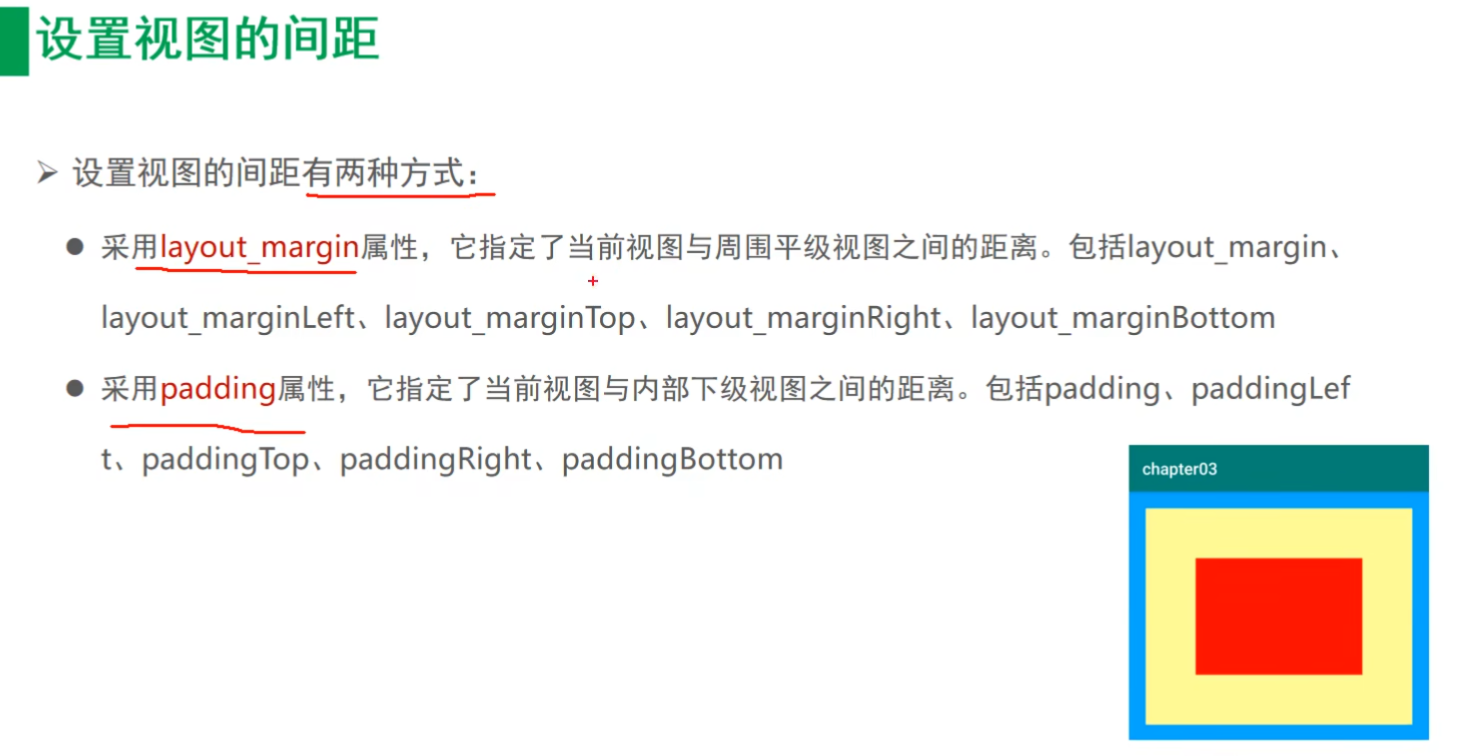 设置视图的间距
设置视图的间距有两种方式：
采用layout_margin属性，它指定了当前视图与周围平级视图之间的距离。包括layout_margin、
layout_marginLeft、layout_marginTop、layout_marginRight、layout_marginBottom
采用padding属性，它指定了当前视图与内部下级视图之间的距离。包括padding、paddingLef
t、paddingTop、paddingRight、paddingBottom
chapter03